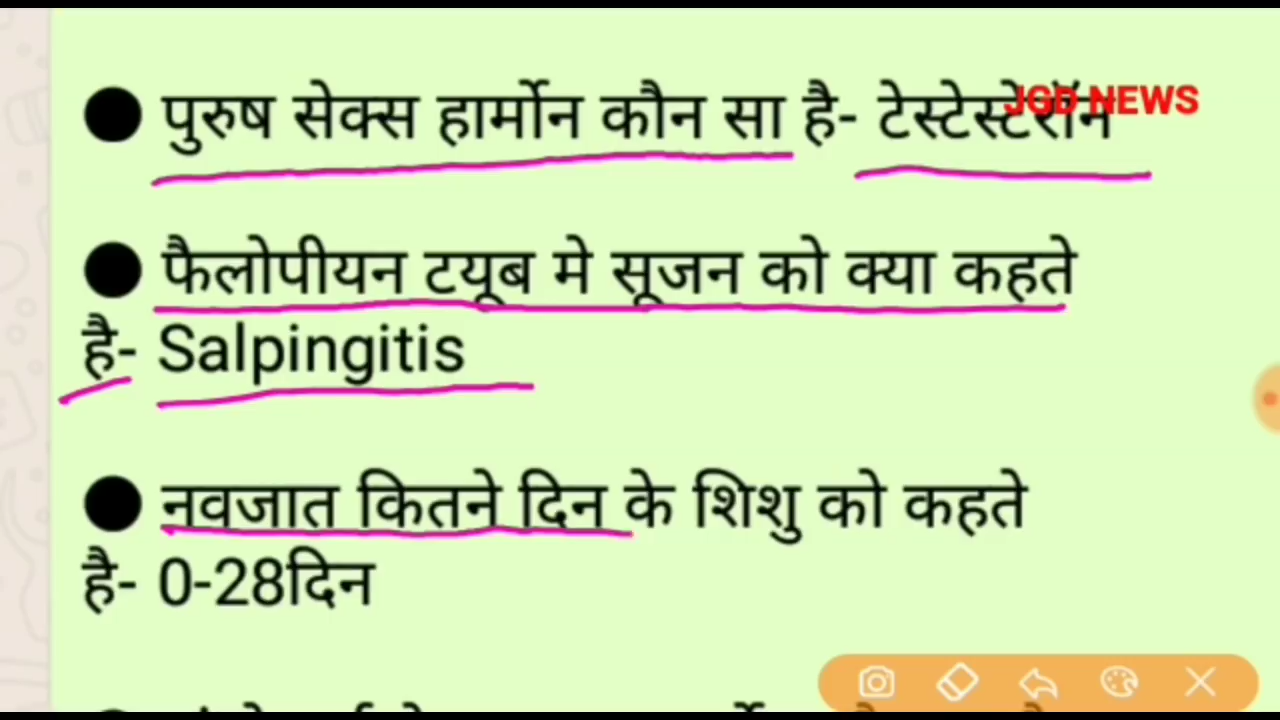 ● पुरुष सेक्स हार्मोन कौन सा है- टेस्टेस्टेरॉन
JGD NEWS
● फैलोपीयन टयूब मे सूजन को क्या कहते
है- Salpingitis
● नवजात कितने दिन के शिशु को कहते
है- 0-28दिन